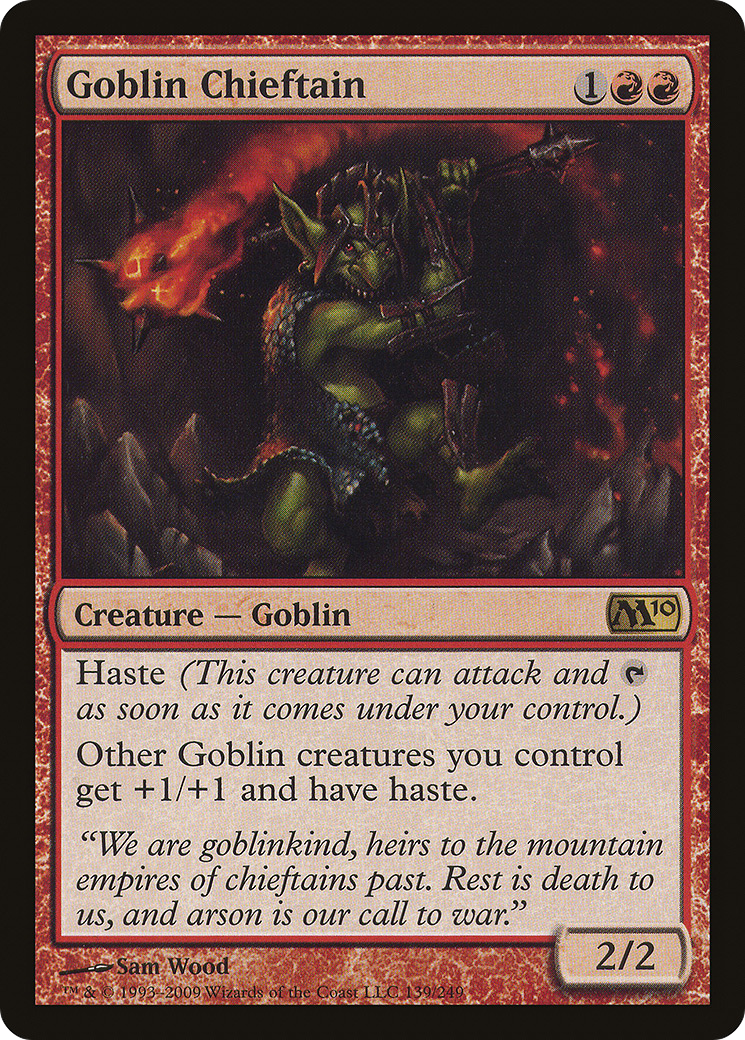 Goblin Chieftain 1
Creature — Goblin M10
Haste (This creature can attack and
as soon as it comes under your control.)
Other Goblin creatures you control
get +1/+1 and have haste.
“We are goblinkind, heirs to the mountain
empires of chieftains past. Rest is death to
us, and arson is our call to war.”
2/2
Sam Wood
™ & © 1993–2009 Wizards of the Coast LLC 139/249